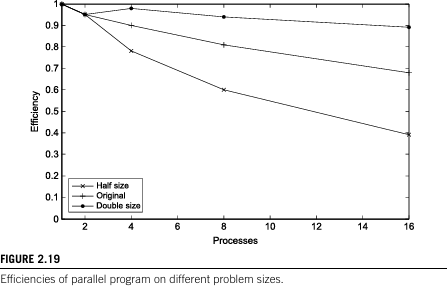 1
0.9
0.8
0.7
0.6
0.5
0.4
0.3
0.2
0.1
0
Efficiency
Half size
Original
Double size
2 4 6 8 10 12 14 16
Processes
FIGURE 2.19
Efficiencies of parallel program on different problem sizes.